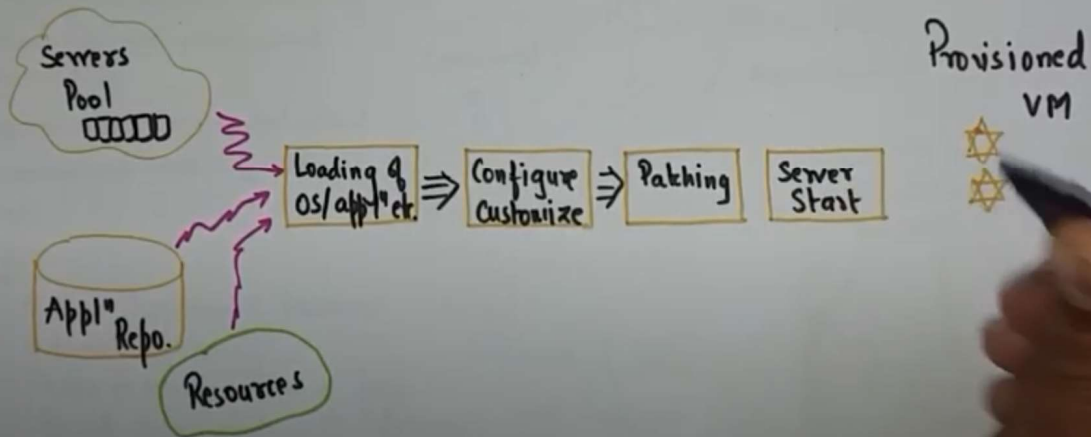 Servers
Pool
Appl"
Repo.
Resources
Loading of
OS/appl" etc.
Configure
Customize
Patching
Server
Start
Provisioned
VM